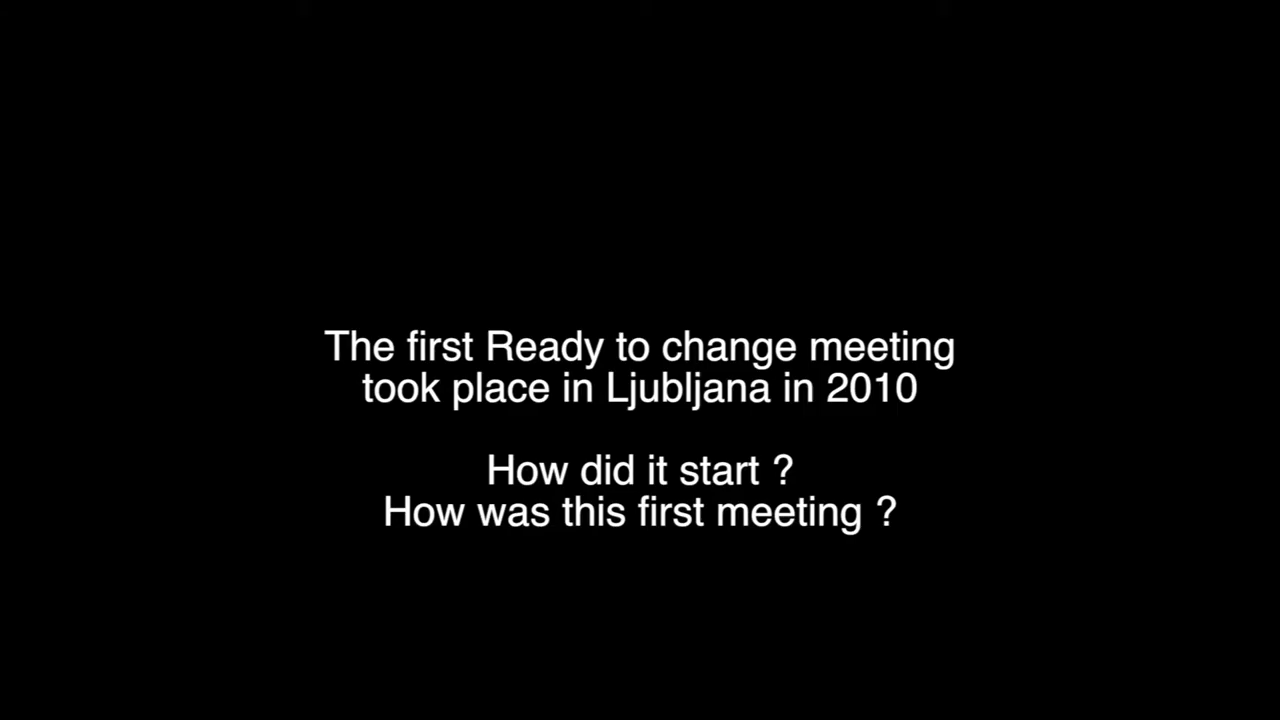 The first Ready to change meeting
took place in Ljubljana in 2010
How did it start ?
How was this first meeting ?